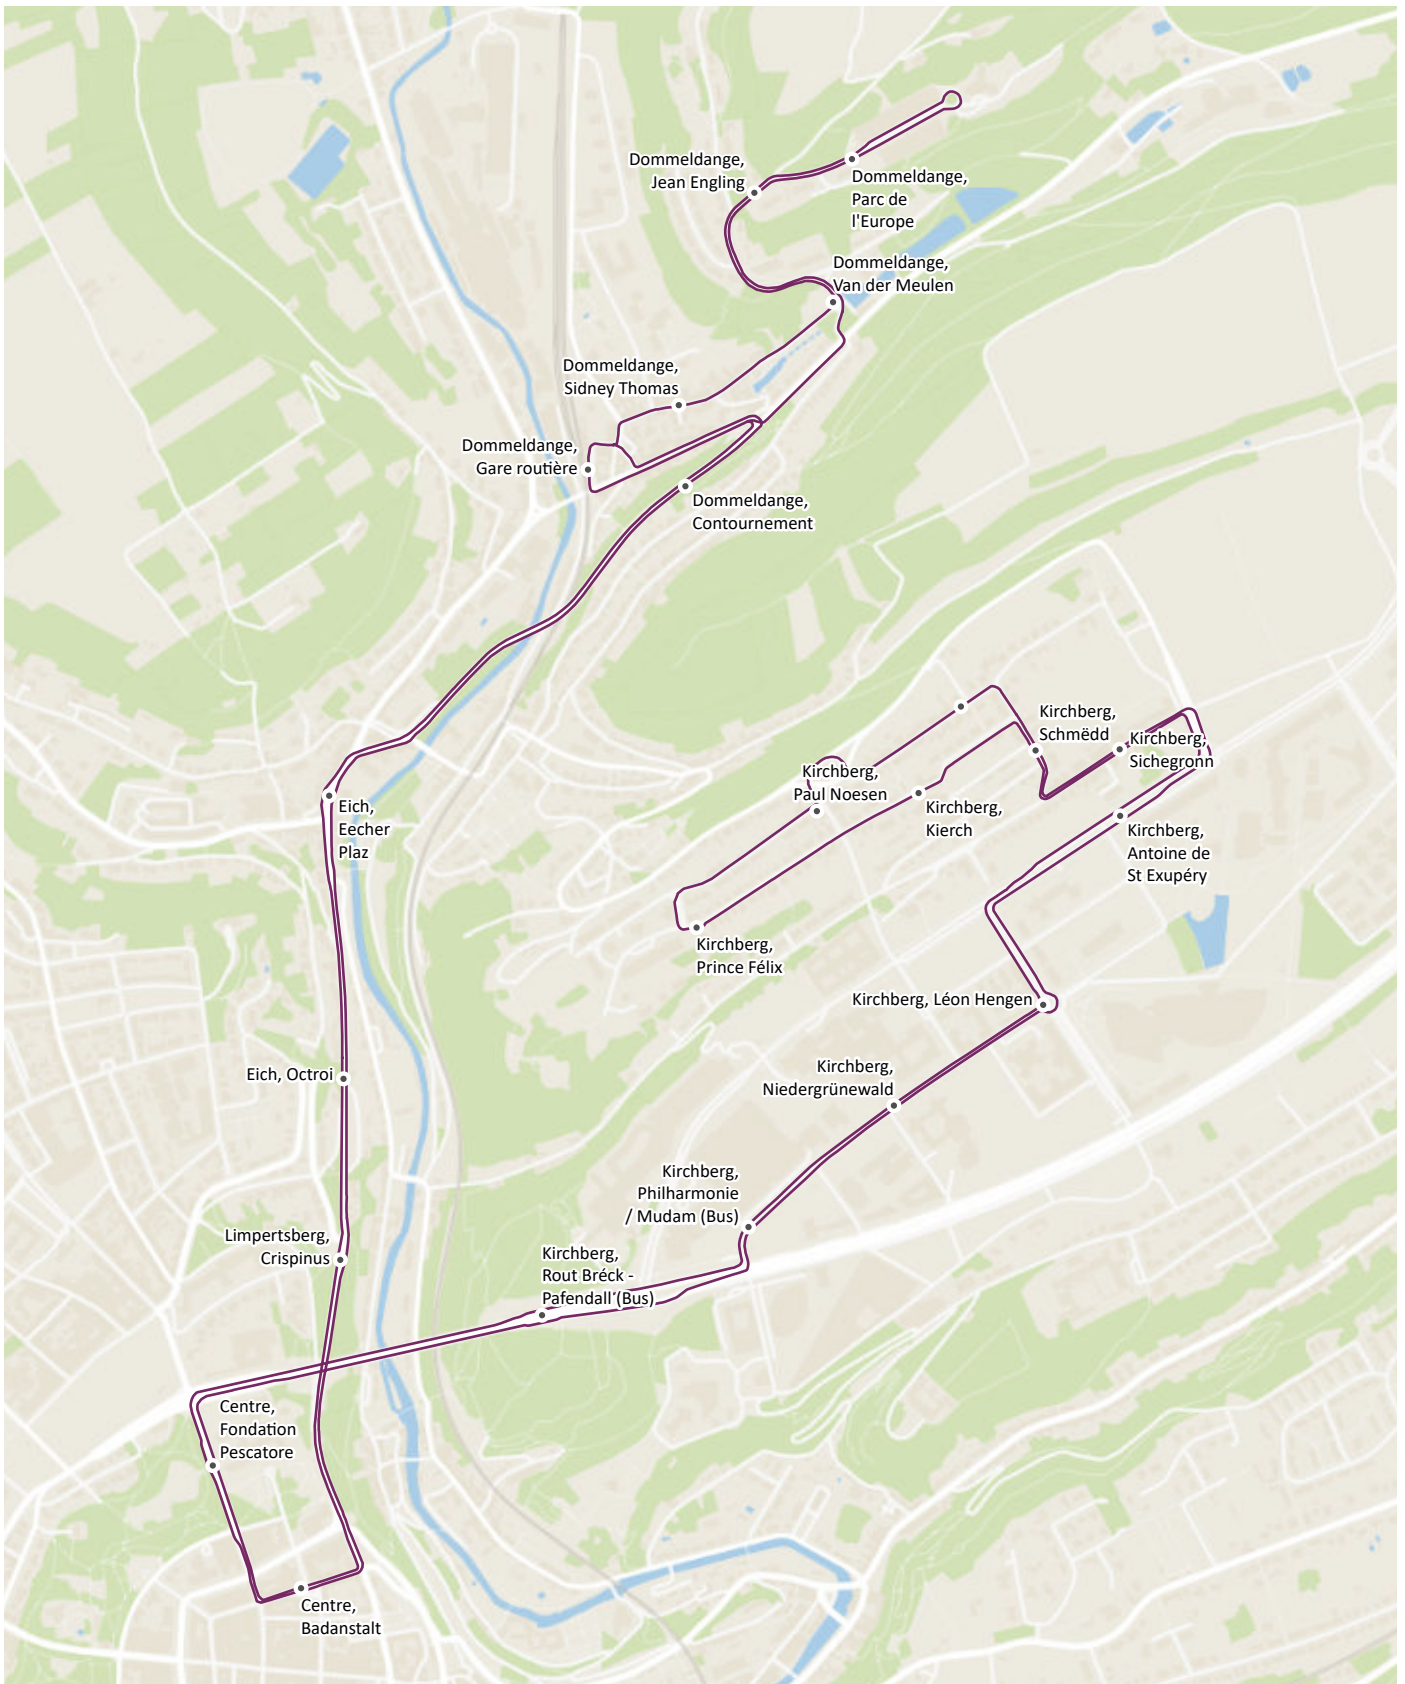 Dommeldange,
Jean Engling
Dommeldange,
Parc de
l'Europe
Dommeldange,
Van der Meulen
Dommeldange,
Sidney Thomas
Dommeldange,
Gare routière
Dommeldange,
Contournement
Kirchberg,
Schmëdd
Kirchberg,
Sichegronn
Kirchberg,
Paul Noesen
Kirchberg,
Kierch
Eich,
Eecher
Plaz
Kirchberg,
Antoine de
St Exupéry
Kirchberg,
Prince Félix
Kirchberg, Léon Hengen
Eich, Octroi
Kirchberg,
Niedergrünewald
Kirchberg,
Philharmonie
/ Mudam (Bus)
Limpertsberg,
Crispinus
Kirchberg,
Rout Bréck -
Pafendall (Bus)
Centre,
Fondation
Pescatore
Centre,
Badanstalt